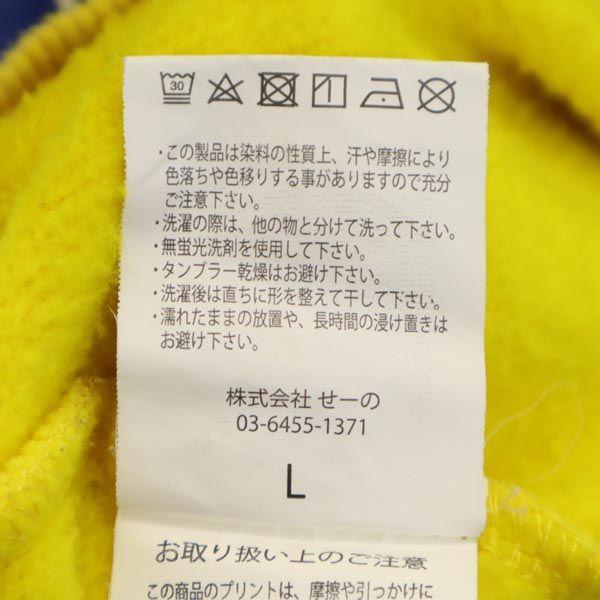 30
・この製品は染料の性質上、汗や摩擦により
色落ちや色移りする事がありますので充分
ご注意下さい。
・洗濯の際は、他の物と分けて洗って下さい。
・無蛍光洗剤を使用して下さい。
・タンブラー乾燥はお避け下さい。
・洗濯後は直ちに形を整えて干して下さい。
・濡れたままの放置や、長時間の浸け置きは
お避け下さい。
株式会社 せーの
03-6455-1371
L
お取り扱い上のご注意
この商品のプリントは、摩擦や引っかけに